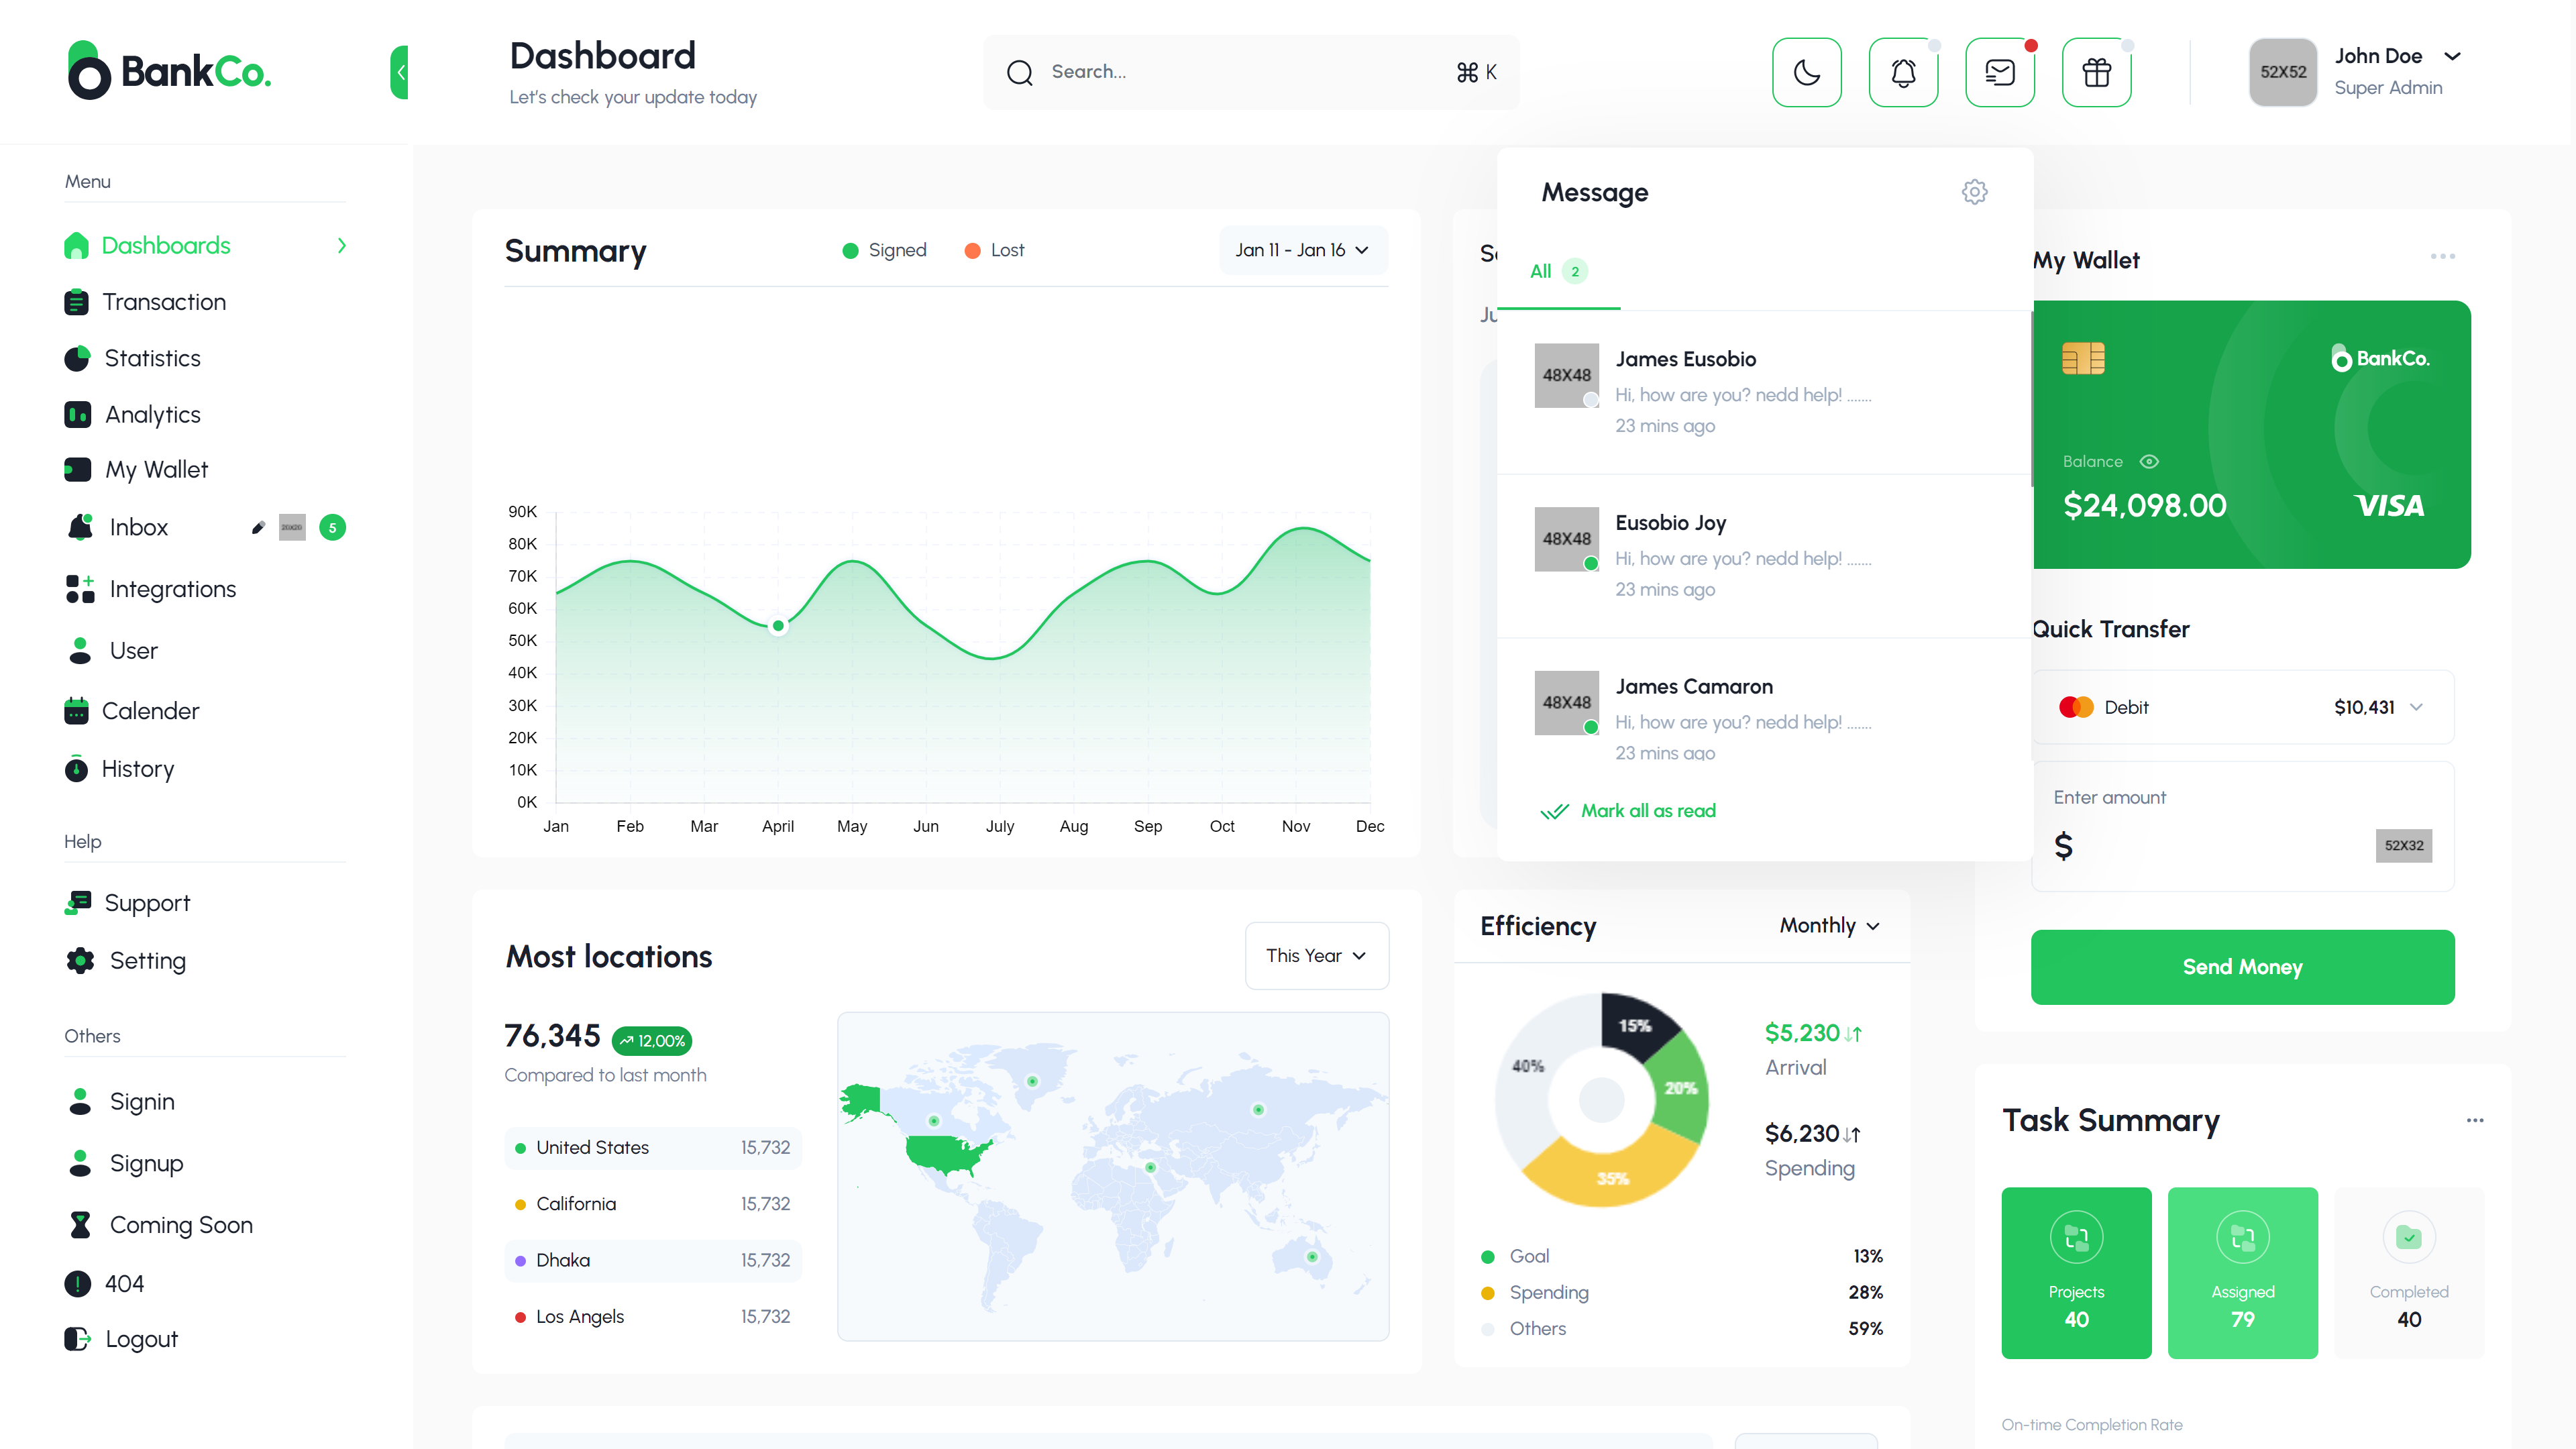 BankCo.
Dashboard
Let's check your update today
Search...
⌘ K
52X52
John Doe
Super Admin
Menu
Dashboards
Transaction
Statistics
Analytics
My Wallet
Inbox
20X20
5
Integrations
User
Calender
History
Help
Support
Setting
Others
Signin
Signup
Coming Soon
404
Logout
Summary
Signed
Lost
Jan 11 - Jan 16
90K
80K
70K
60K
50K
40K
30K
20K
10K
0K
Jan Feb Mar April May Jun July Aug Sep Oct Nov Dec
Message
All 2
James Eusobio
48X48
Hi, how are you? nedd help! .......
23 mins ago
Eusobio Joy
48X48
Hi, how are you? nedd help! .......
23 mins ago
James Camaron
48X48
Hi, how are you? nedd help! .......
23 mins ago
Mark all as read
My Wallet
BankCo.
Balance
$24,098.00
VISA
Quick Transfer
Debit
$10,431
Enter amount
$
52X32
Send Money
Most locations
This Year
76,345
12,00%
Compared to last month
United States 15,732
California 15,732
Dhaka 15,732
Los Angels 15,732
Efficiency
Monthly
15%
20%
35%
40%
$5,230
Arrival
$6,230
Spending
Goal 13%
Spending 28%
Others 59%
Task Summary
Projects
40
Assigned
79
Completed
40
On-time Completion Rate